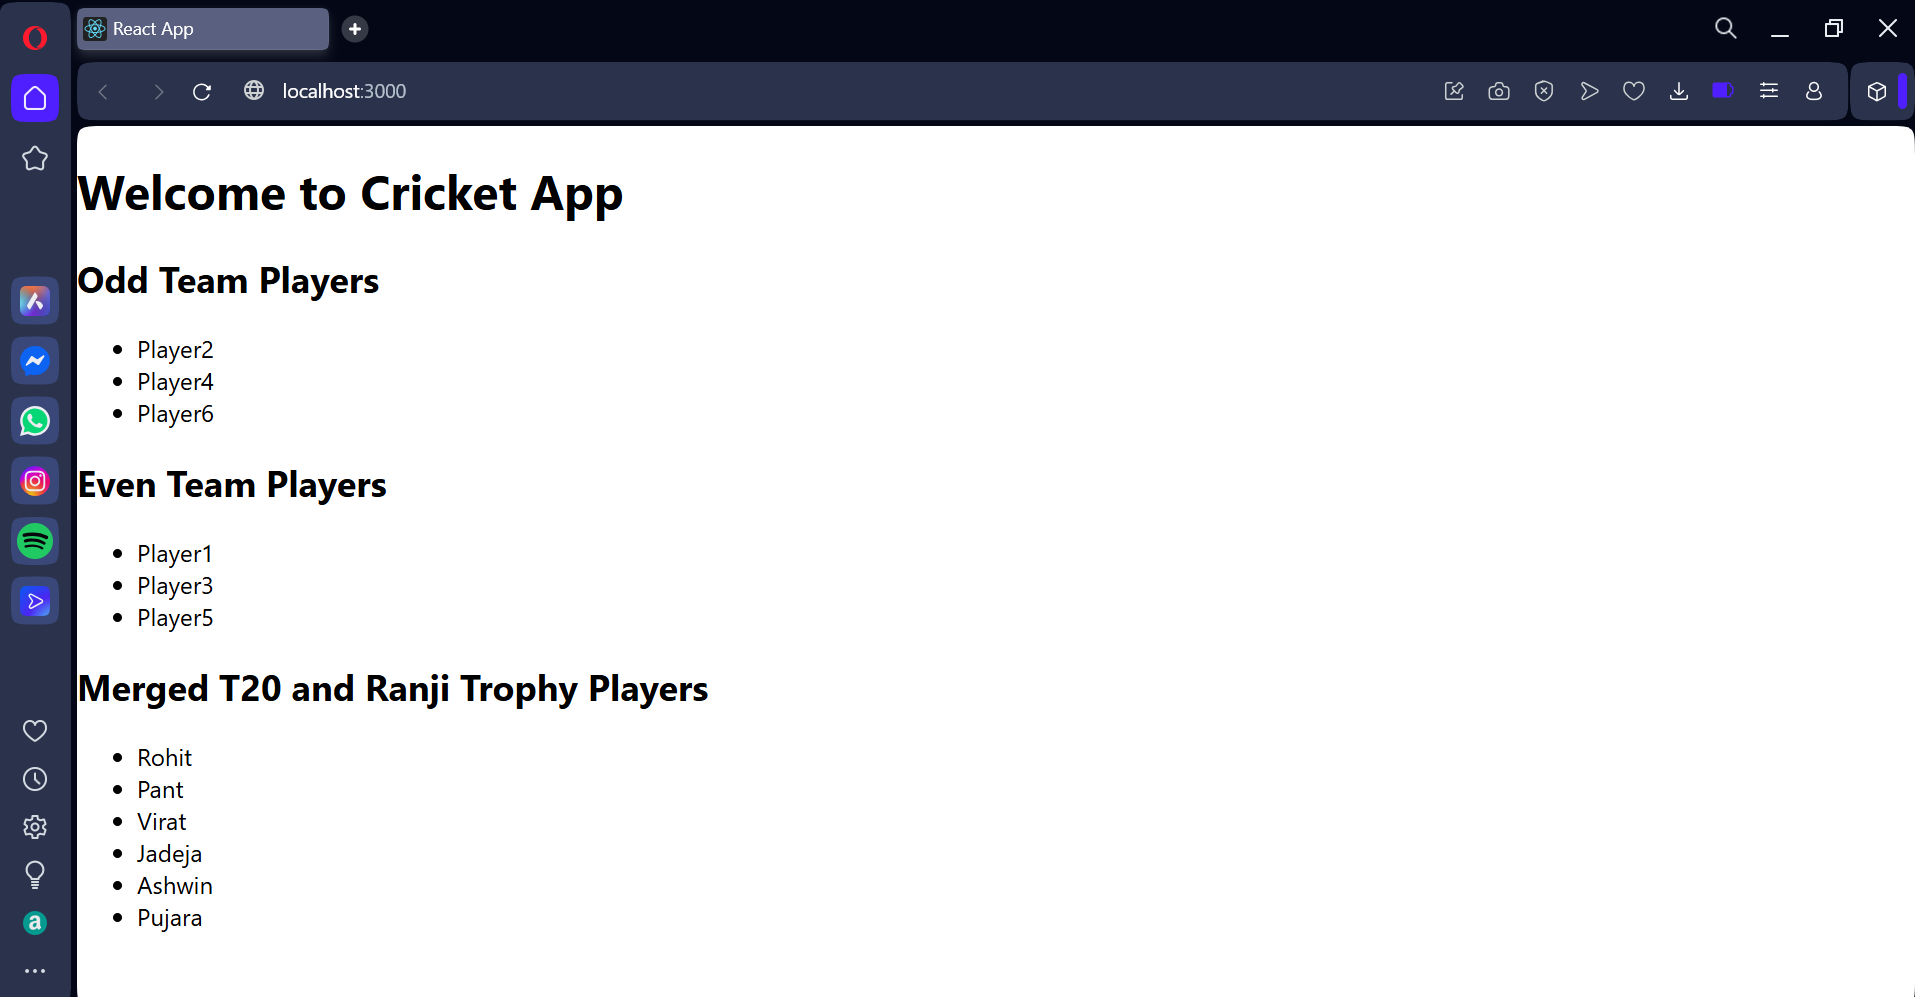 React App
localhost:3000
Welcome to Cricket App
Odd Team Players
Player2
Player4
Player6
Even Team Players
Player1
Player3
Player5
Merged T20 and Ranji Trophy Players
Rohit
Pant
Virat
Jadeja
Ashwin
Pujara
a